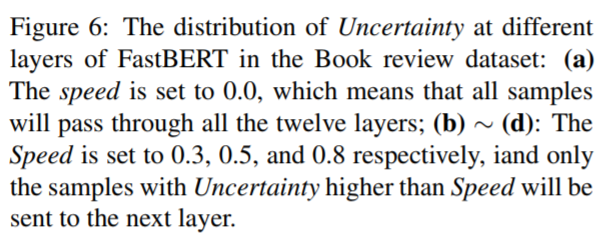 Figure 6: The distribution of Uncertainty at different
layers of FastBERT in the Book review dataset: (a)
The speed is set to 0.0, which means that all samples
will pass through all the twelve layers; (b) ∼ (d): The
Speed is set to 0.3, 0.5, and 0.8 respectively, iand only
the samples with Uncertainty higher than Speed will be
sent to the next layer.